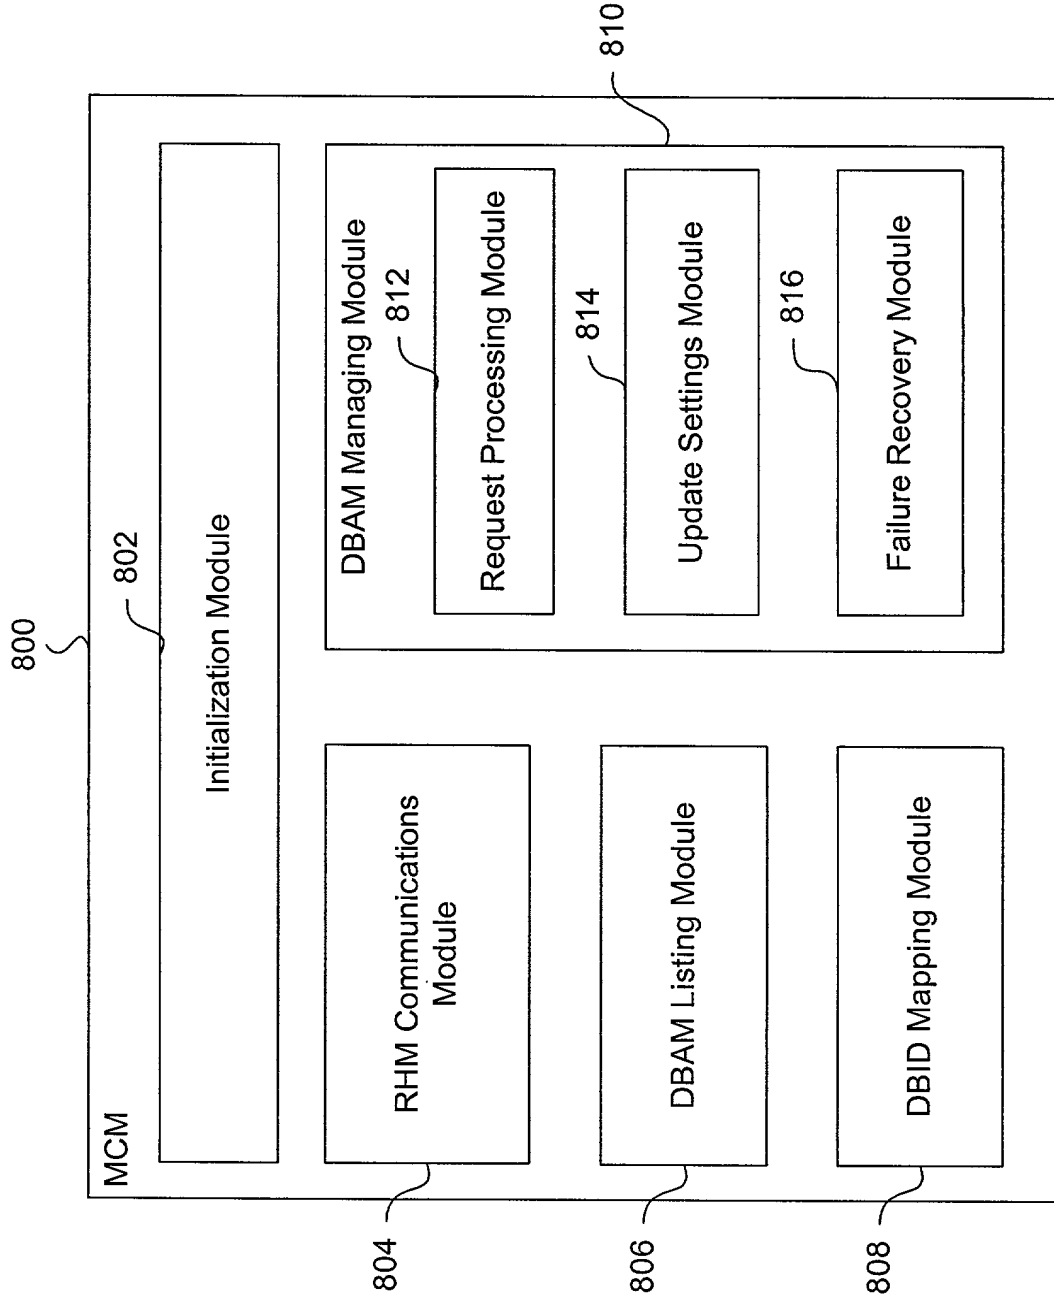 800
MCM
802
Initialization Module
804
RHM Communications
Module
806
DBAM Listing Module
808
DBID Mapping Module
810
DBAM Managing Module
812
Request Processing Module
814
Update Settings Module
816
Failure Recovery Module